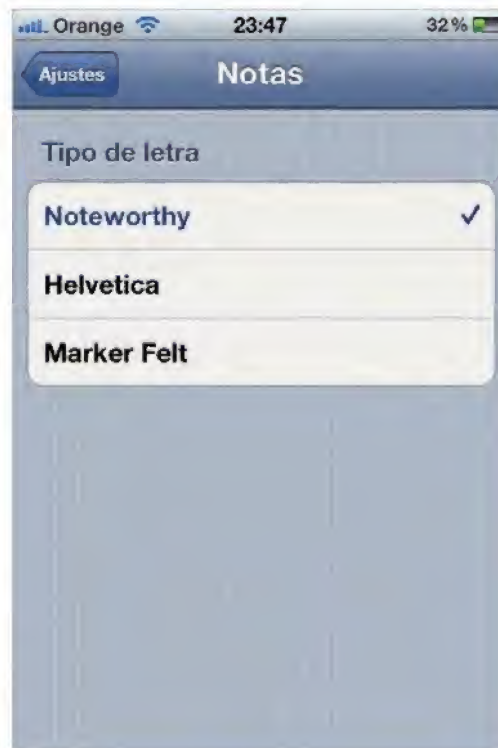 Orange 23:47 32%
Ajustes Notas
Tipo de letra
Noteworthy
Helvetica
Marker Felt